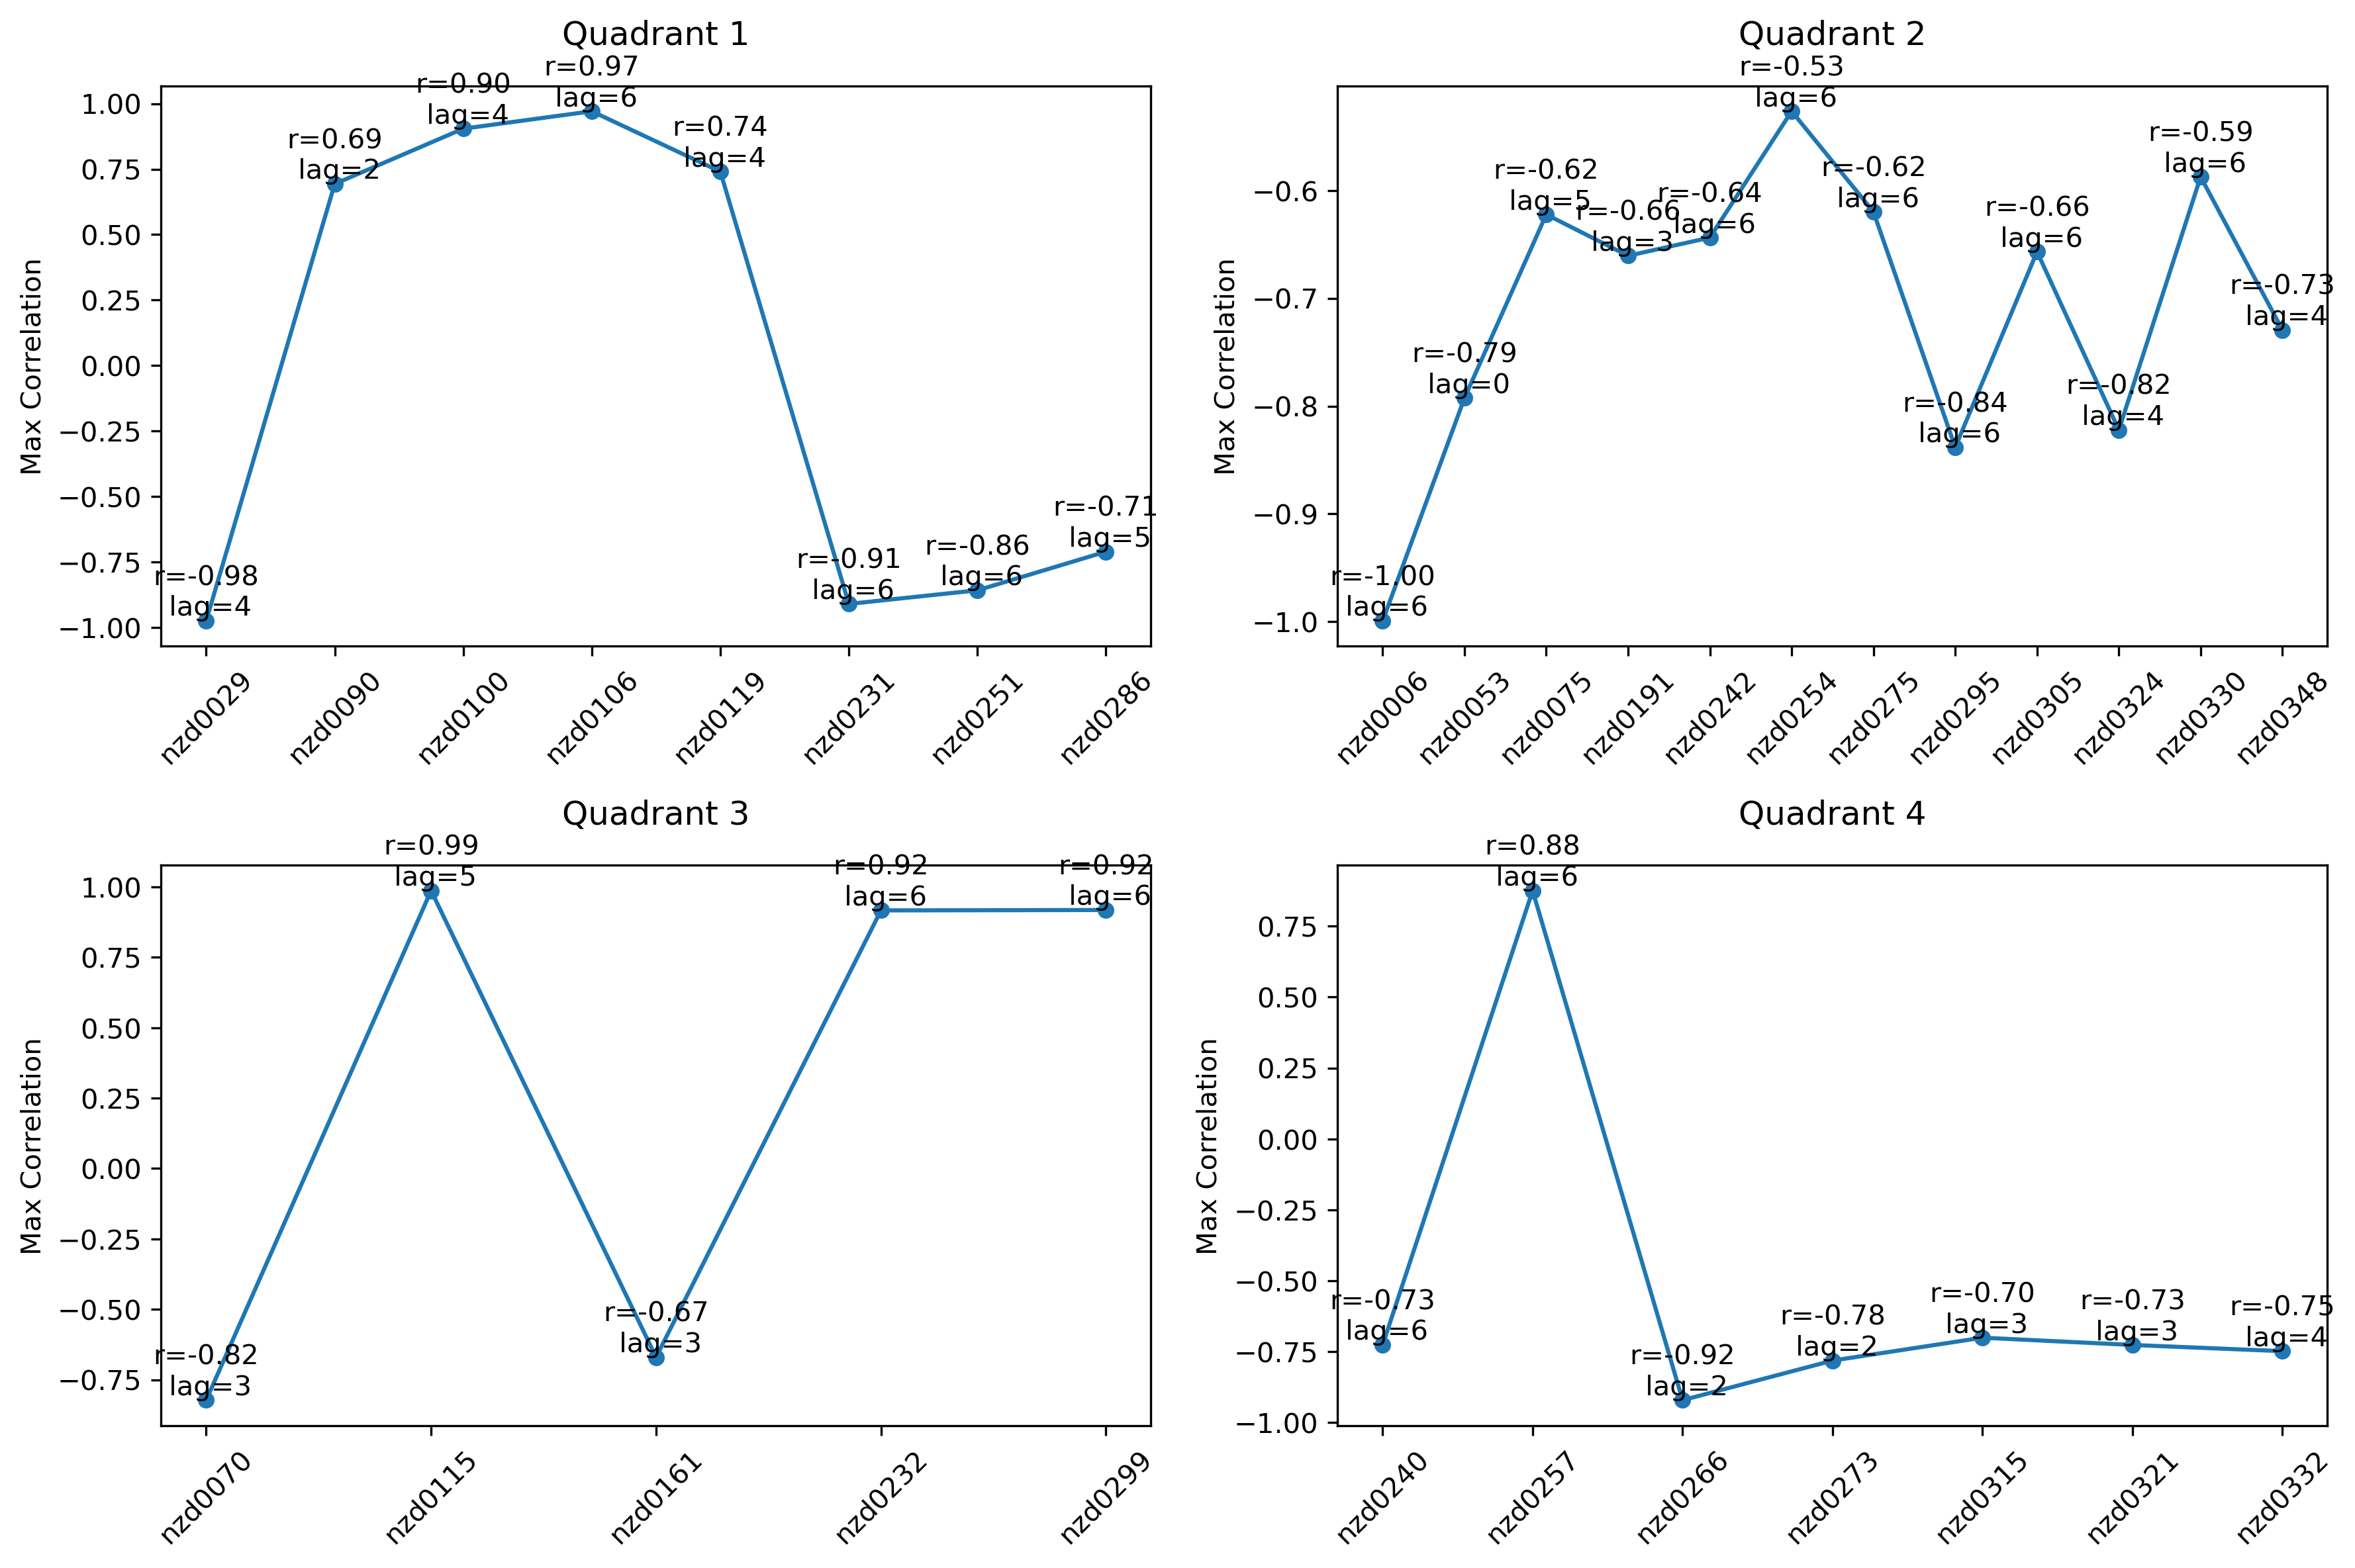 Quadrant 1
Max Correlation
1.00
0.75
0.50
0.25
0.00
−0.25
−0.50
−0.75
−1.00
r=-0.98
lag=4
r=0.69
lag=2
r=0.90
lag=4
r=0.97
lag=6
r=0.74
lag=4
r=-0.91
lag=6
r=-0.86
lag=6
r=-0.71
lag=5
nzd0029
nzd0090
nzd0100
nzd0106
nzd0119
nzd0231
nzd0251
nzd0286
Quadrant 2
Max Correlation
−0.6
−0.7
−0.8
−0.9
−1.0
r=-1.00
lag=6
r=-0.79
lag=0
r=-0.62
lag=5
r=-0.66
lag=3
r=-0.64
lag=6
r=-0.53
lag=6
r=-0.62
lag=6
r=-0.84
lag=6
r=-0.66
lag=6
r=-0.82
lag=4
r=-0.59
lag=6
r=-0.73
lag=4
nzd0006
nzd0053
nzd0075
nzd0191
nzd0242
nzd0254
nzd0275
nzd0295
nzd0305
nzd0324
nzd0330
nzd0348
Quadrant 3
Max Correlation
1.00
0.75
0.50
0.25
0.00
−0.25
−0.50
−0.75
r=-0.82
lag=3
r=0.99
lag=5
r=-0.67
lag=3
r=0.92
lag=6
r=0.92
lag=6
nzd0070
nzd0115
nzd0161
nzd0232
nzd0299
Quadrant 4
Max Correlation
0.75
0.50
0.25
0.00
−0.25
−0.50
−0.75
−1.00
r=-0.73
lag=6
r=0.88
lag=6
r=-0.92
lag=2
r=-0.78
lag=2
r=-0.70
lag=3
r=-0.73
lag=3
r=-0.75
lag=4
nzd0240
nzd0257
nzd0266
nzd0273
nzd0315
nzd0321
nzd0332